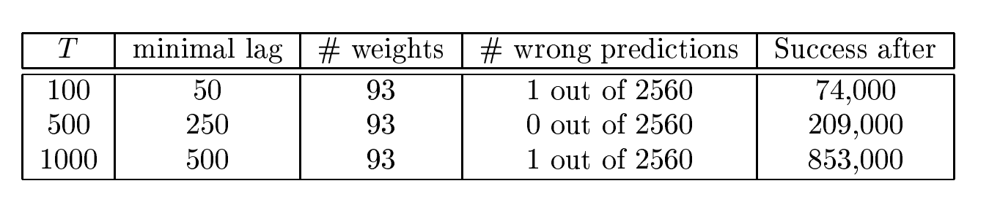 T minimal lag # weights # wrong predictions Success after
100 50 93 1 out of 2560 74,000
500 250 93 0 out of 2560 209,000
1000 500 93 1 out of 2560 853,000